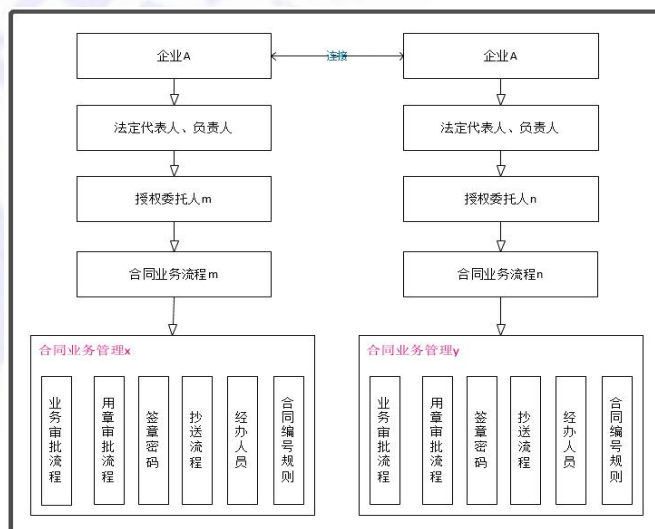 企业A
连接
企业A
法定代表人、负责人
法定代表人、负责人
授权委托人m
授权委托人n
合同业务流程m
合同业务流程n
合同业务管理x
业务审批流程
用章审批流程
签章密码
抄送流程
经办人员
合同编号规则
合同业务管理y
业务审批流程
用章审批流程
签章密码
抄送流程
经办人员
合同编号规则